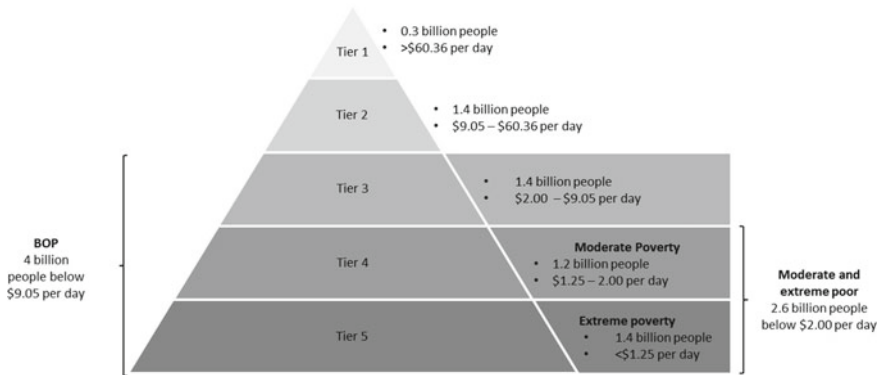 Tier 1
• 0.3 billion people
• >$60.36 per day
Tier 2
• 1.4 billion people
• $9.05 – $60.36 per day
Tier 3
• 1.4 billion people
• $2.00 – $9.05 per day
BOP
4 billion
people below
$9.05 per day
Tier 4
Moderate Poverty
• 1.2 billion people
• $1.25 – 2.00 per day
Moderate and
extreme poor
2.6 billion people
below $2.00 per day
Tier 5
Extreme poverty
• 1.4 billion people
• <$1.25 per day